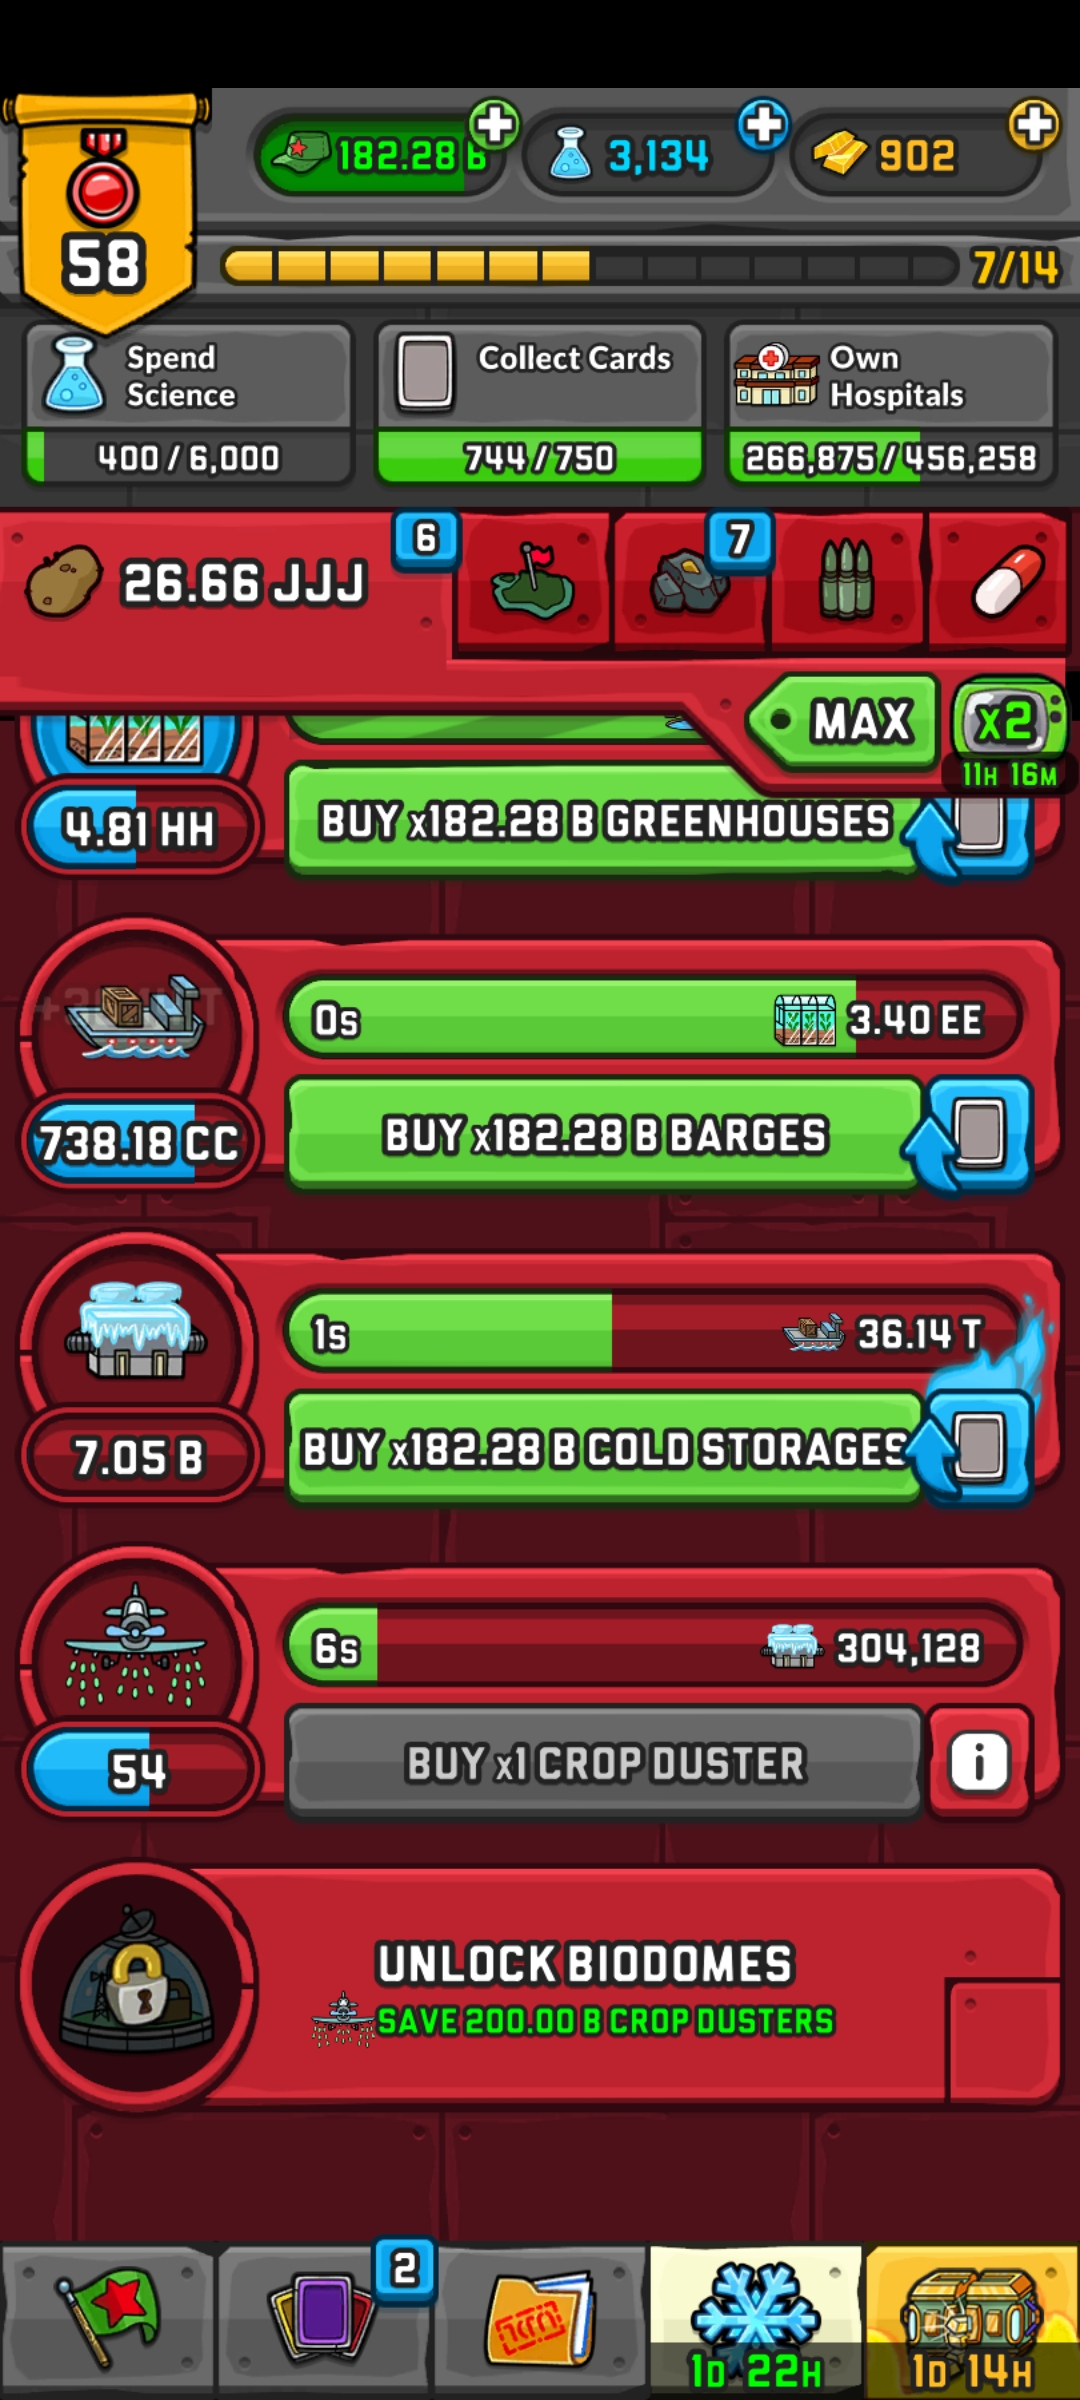 182.28 B
3,134
902
58
7/14
Spend
Science
400 / 6,000
Collect Cards
744 / 750
Own
Hospitals
266,875 / 456,258
26.66 JJJ
6
7
MAX
x2
11H 16M
4.81 HH
BUY x182.28 B GREENHOUSES
0s
3.40 EE
738.18 CC
BUY x182.28 B BARGES
1s
36.14 T
7.05 B
BUY x182.28 B COLD STORAGES
6s
304,128
54
BUY x1 CROP DUSTER
i
UNLOCK BIODOMES
SAVE 200.00 B CROP DUSTERS
2
1D 22H
1D 14H